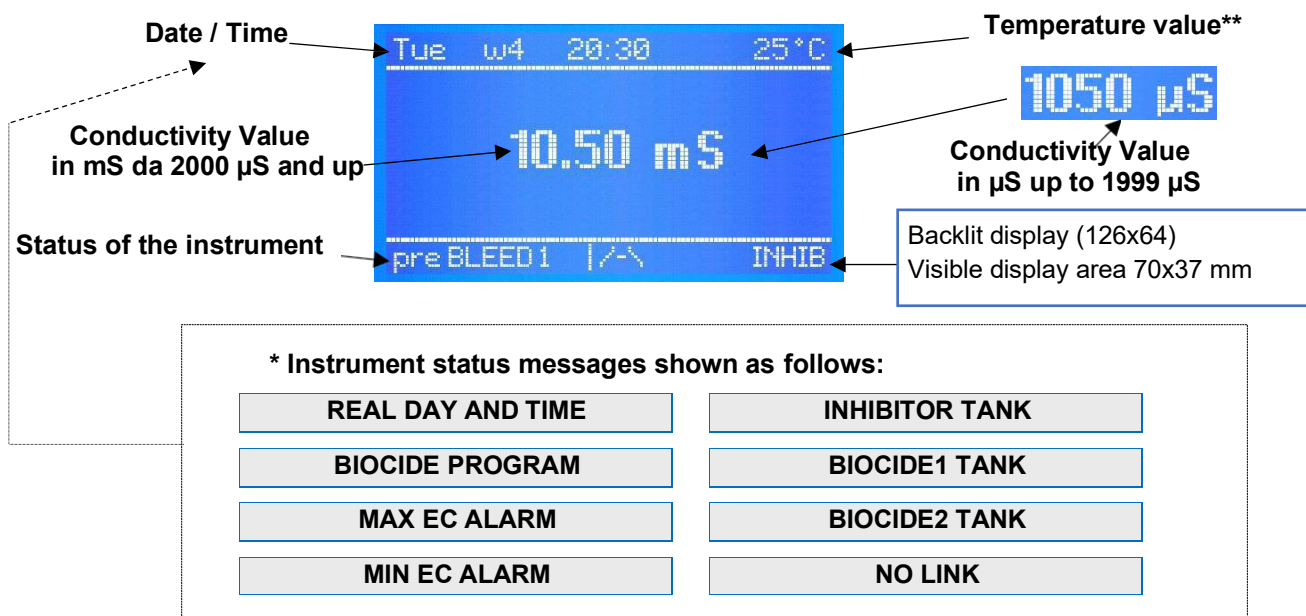 Date / Time
Temperature value**
Tue w4 20:30 25°C
1050 µS
Conductivity Value
in mS da 2000 µS and up
10.50 mS
Conductivity Value
in µS up to 1999 µS
Status of the instrument
pre BLEED1 |/-\ INHIB
Backlit display (126x64)
Visible display area 70x37 mm
* Instrument status messages shown as follows:
REAL DAY AND TIME
INHIBITOR TANK
BIOCIDE PROGRAM
BIOCIDE1 TANK
MAX EC ALARM
BIOCIDE2 TANK
MIN EC ALARM
NO LINK